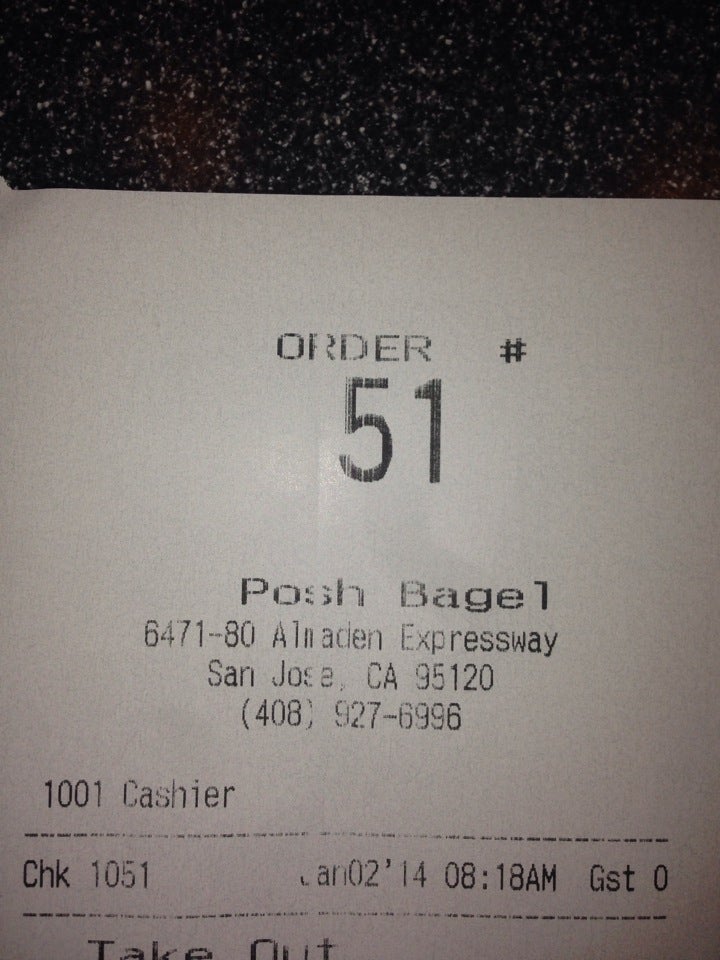 ORDER #
51
Posh Bagel
6471-80 Almaden Expressway
San Jose, CA 95120
(408) 927-6996
1001 Cashier
Chk 1051 Jan02'14 08:18AM Gst 0
Take Out